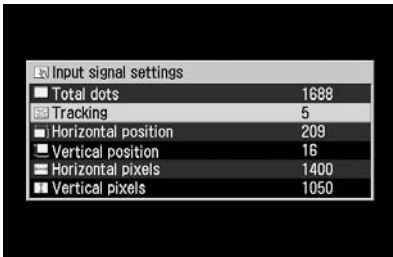 Input signal settings
Total dots 1688
Tracking 5
Horizontal position 209
Vertical position 16
Horizontal pixels 1400
Vertical pixels 1050